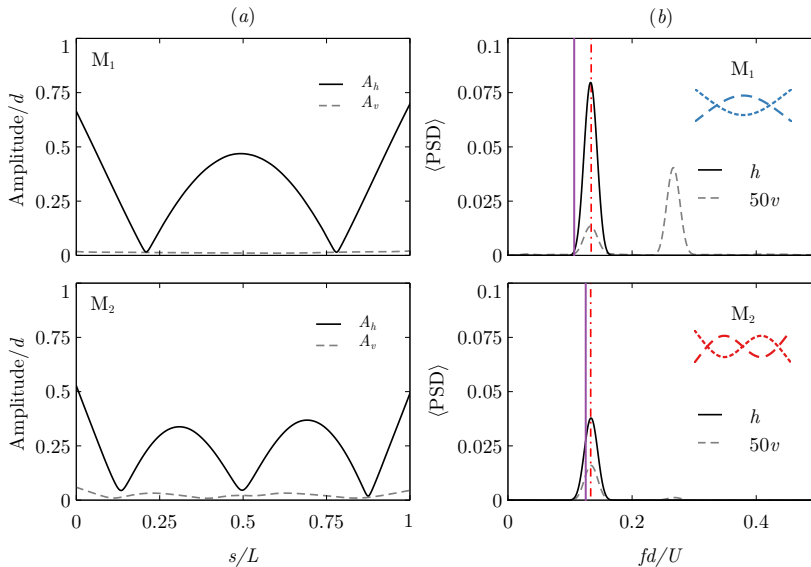 (a)
(b)
1
0.75
0.5
0.25
0
Amplitude/d
M1
A_h
A_v
0.1
0.075
0.05
0.025
0
⟨PSD⟩
M1
h
50v
1
0.75
0.5
0.25
0
Amplitude/d
M2
A_h
A_v
0 0.25 0.5 0.75 1
s/L
0.1
0.075
0.05
0.025
0
⟨PSD⟩
M2
h
50v
0 0.2 0.4
fd/U